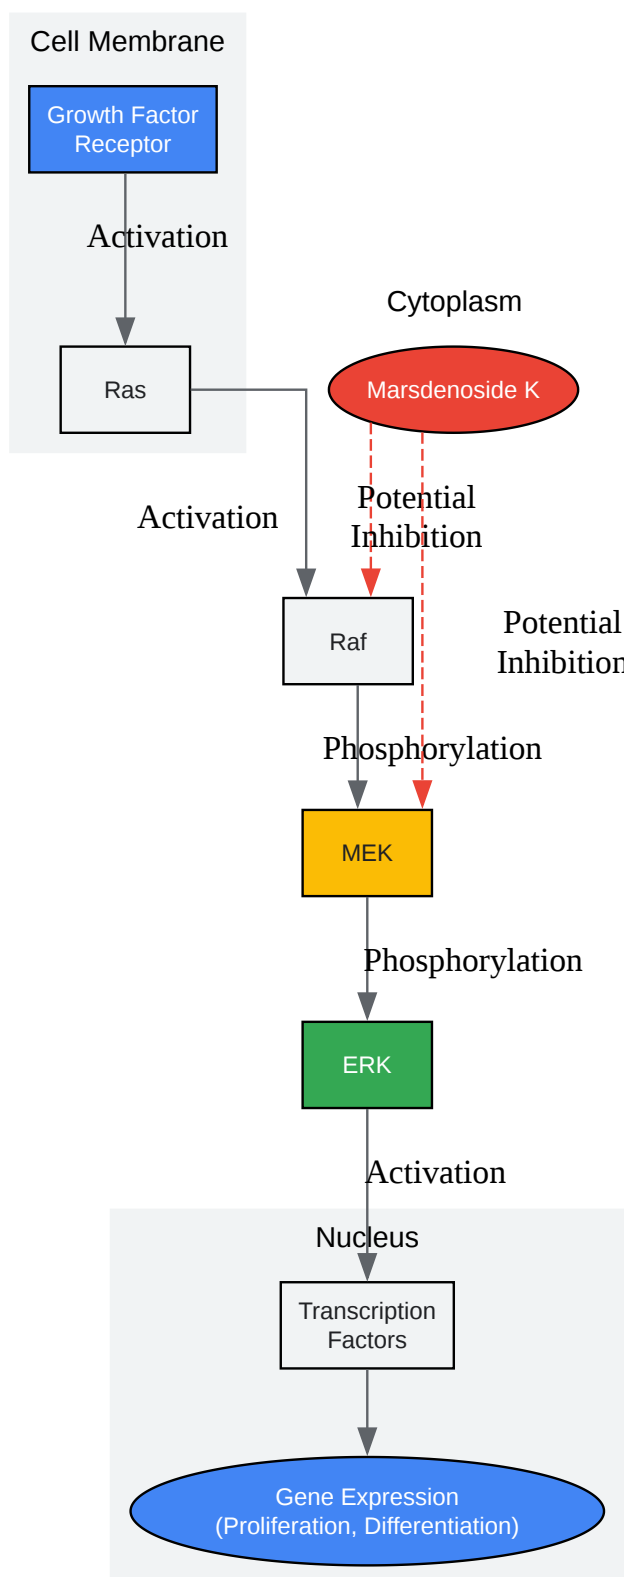 Cell Membrane
Growth Factor
Receptor
Activation
Cytoplasm
Ras
Marsdenoside K
Activation
Potential
Inhibition
Potential
Inhibition
Raf
Phosphorylation
MEK
Phosphorylation
ERK
Activation
Nucleus
Transcription
Factors
Gene Expression
(Proliferation, Differentiation)